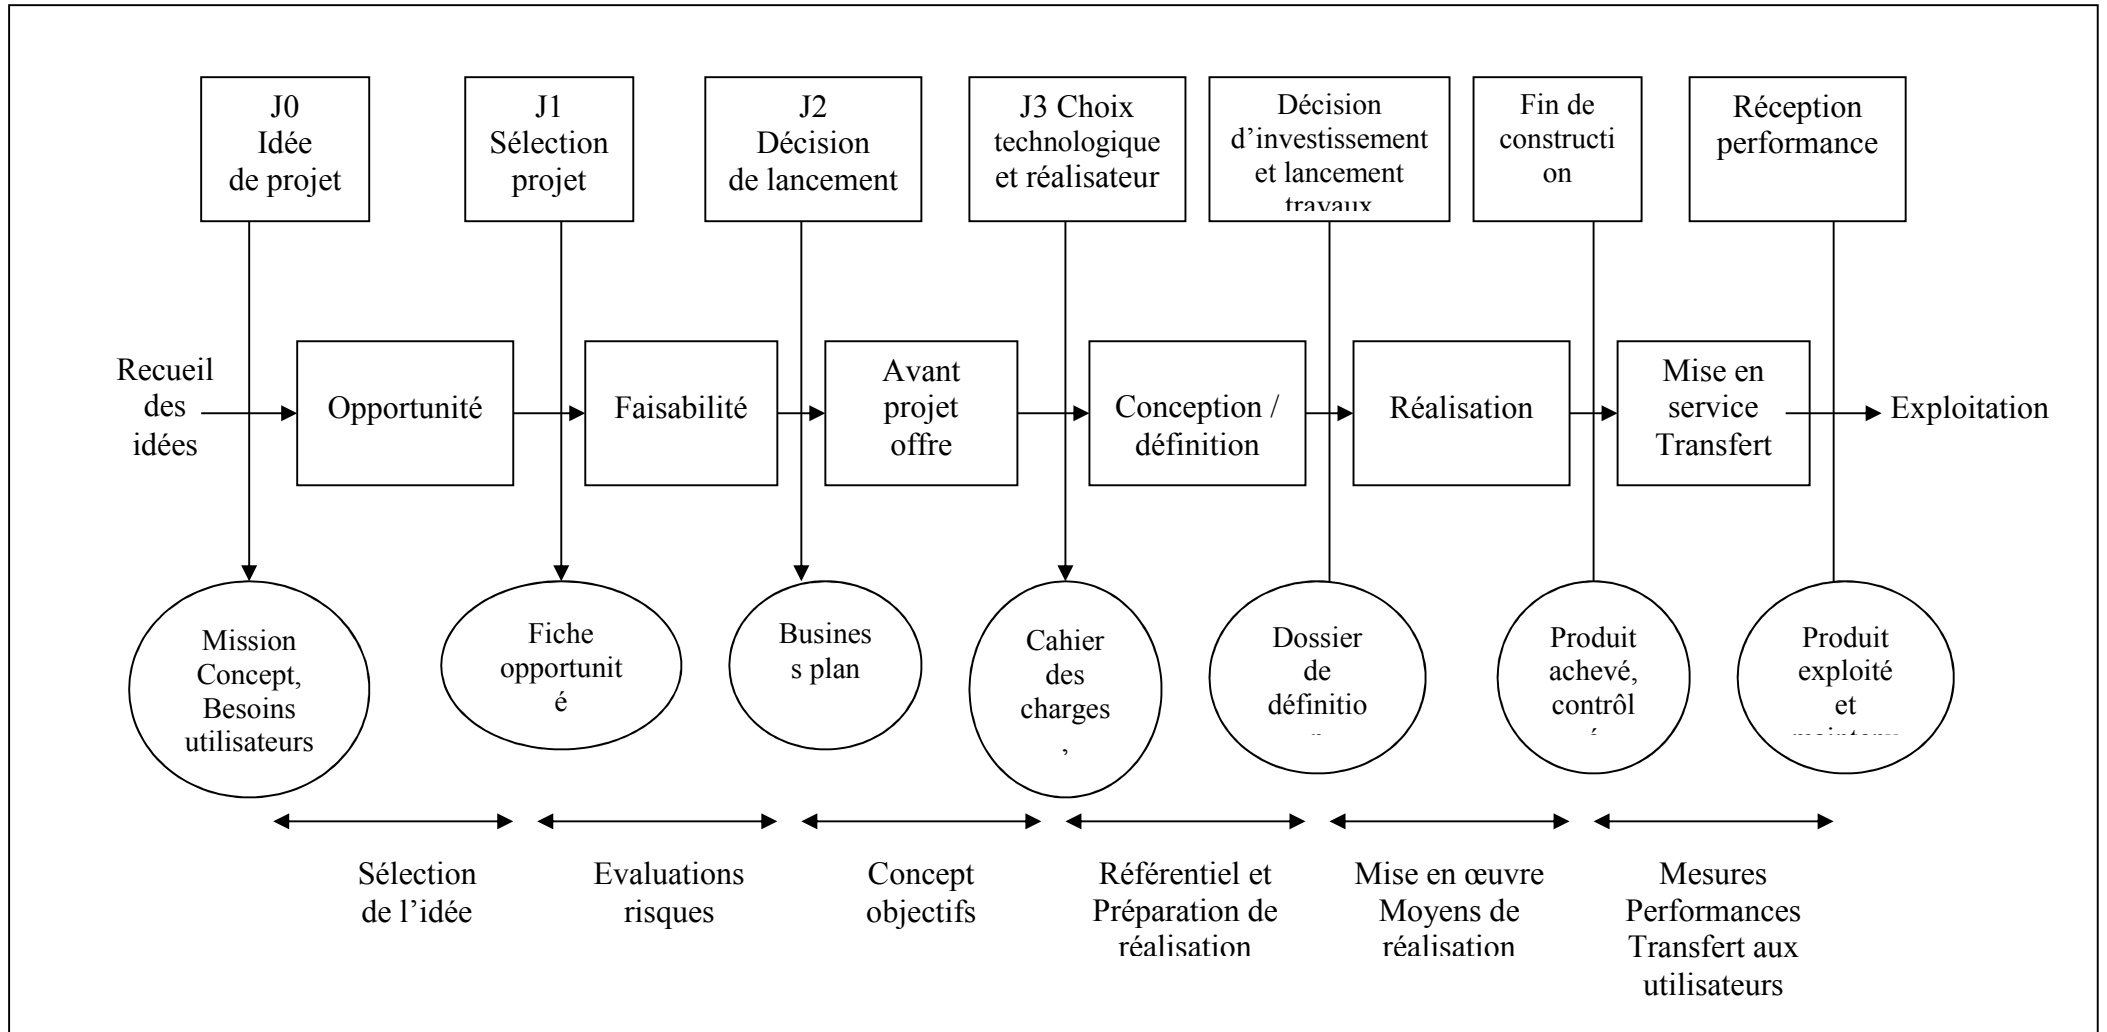 J0
Idée
de projet
J1
Sélection
projet
J2
Décision
de lancement
J3 Choix
technologique
et réalisateur
Décision
d’investissement
et lancement
travaux
Fin de
constructi
on
Réception
performance
Recueil
des
idées
Opportunité
Faisabilité
Avant
projet
offre
Conception /
définition
Réalisation
Mise en
service
Transfert
Exploitation
Mission
Concept,
Besoins
utilisateurs
Fiche
opportunit
é
Busines
s plan
Cahier
des
charges
,
Dossier
de
définitio
Produit
achevé,
contrôl
Produit
exploité
et
Sélection
de l’idée
Evaluations
risques
Concept
objectifs
Référentiel et
Préparation de
réalisation
Mise en œuvre
Moyens de
réalisation
Mesures
Performances
Transfert aux
utilisateurs